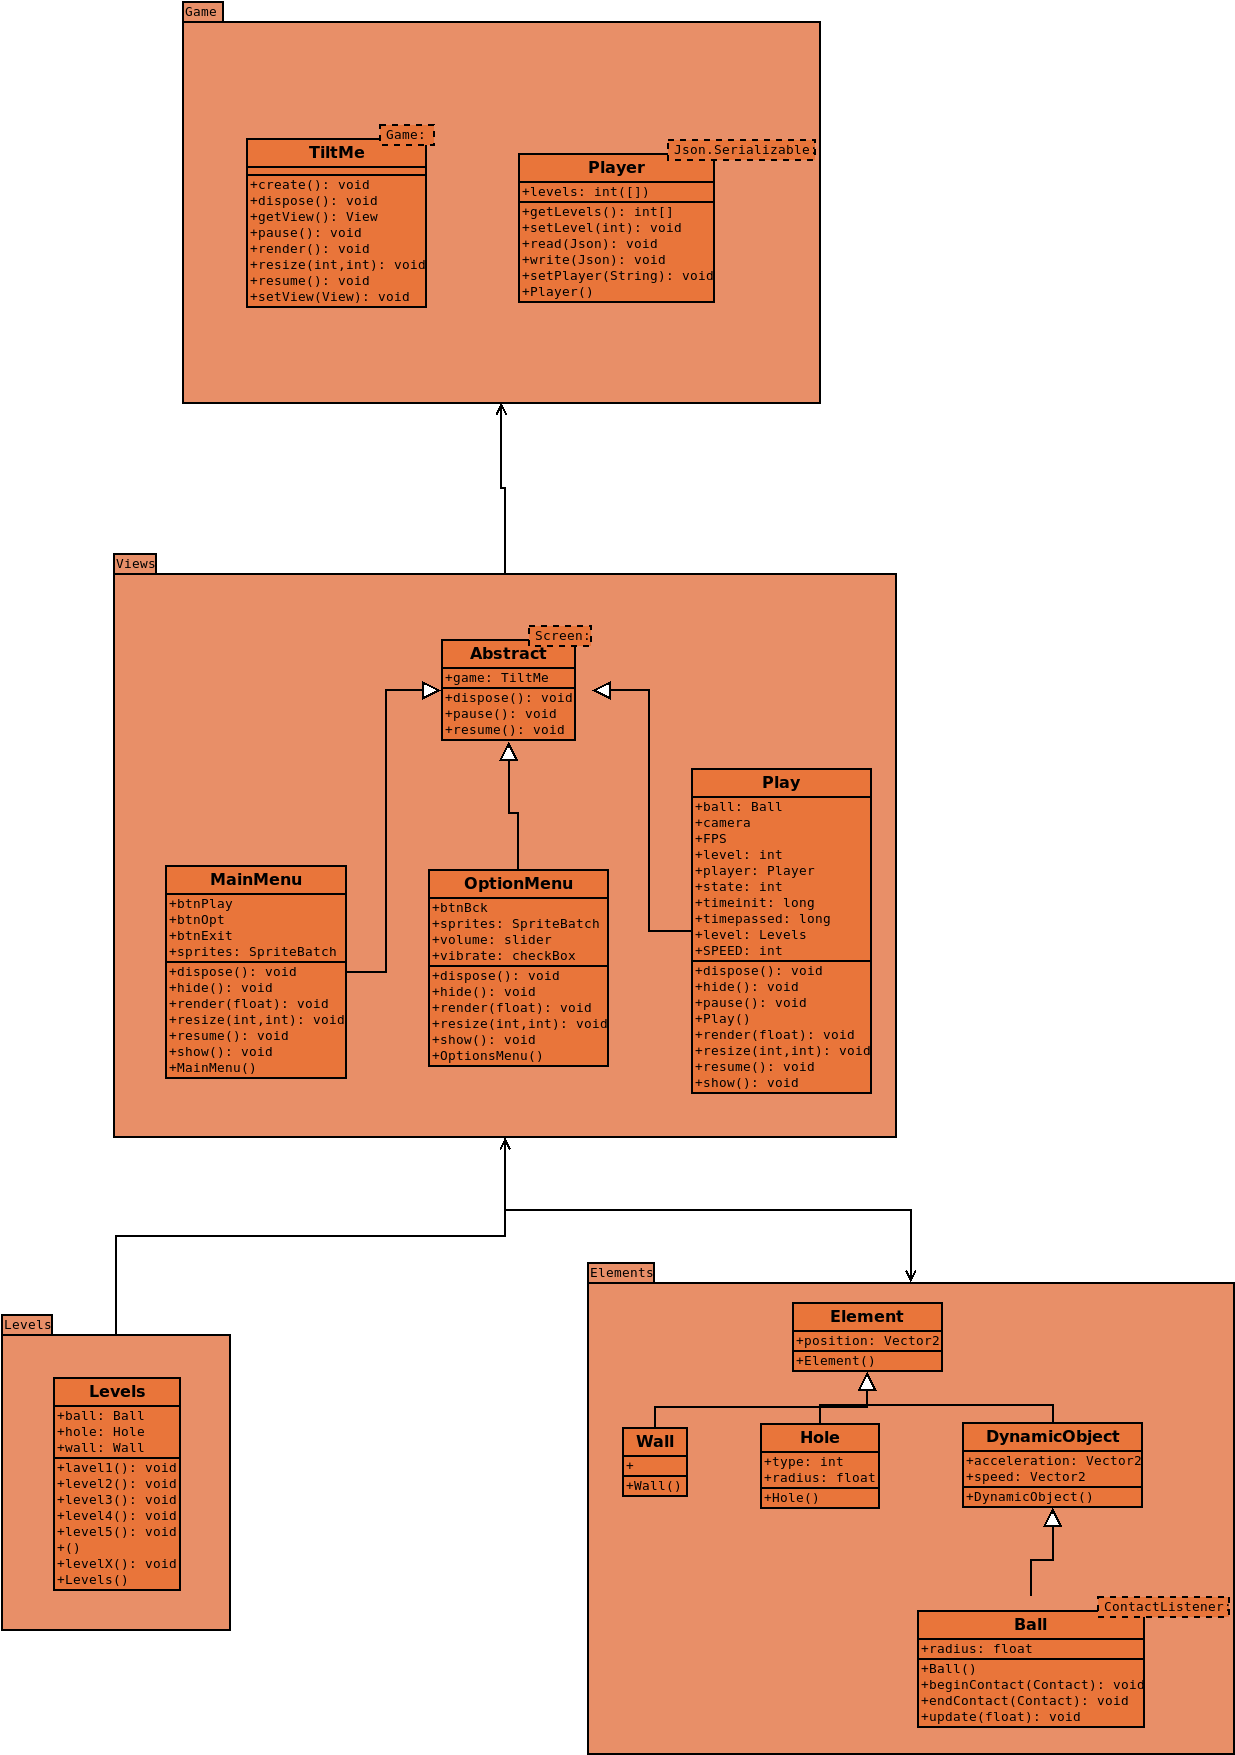 Game
Game:
TiltMe
+create(): void
+dispose(): void
+getView(): View
+pause(): void
+render(): void
+resize(int,int): void
+resume(): void
+setView(View): void
Json.Serializable:
Player
+levels: int([])
+getLevels(): int[]
+setLevel(int): void
+read(Json): void
+write(Json): void
+setPlayer(String): void
+Player()
Views
Screen:
Abstract
+game: TiltMe
+dispose(): void
+pause(): void
+resume(): void
MainMenu
+btnPlay
+btnOpt
+btnExit
+sprites: SpriteBatch
+dispose(): void
+hide(): void
+render(float): void
+resize(int,int): void
+resume(): void
+show(): void
+MainMenu()
OptionMenu
+btnBck
+sprites: SpriteBatch
+volume: slider
+vibrate: checkBox
+dispose(): void
+hide(): void
+render(float): void
+resize(int,int): void
+show(): void
+OptionsMenu()
Play
+ball: Ball
+camera
+FPS
+level: int
+player: Player
+state: int
+timeinit: long
+timepassed: long
+level: Levels
+SPEED: int
+dispose(): void
+hide(): void
+pause(): void
+Play()
+render(float): void
+resize(int,int): void
+resume(): void
+show(): void
Levels
Levels
+ball: Ball
+hole: Hole
+wall: Wall
+lavel1(): void
+level2(): void
+level3(): void
+level4(): void
+level5(): void
+()
+levelX(): void
+Levels()
Elements
Element
+position: Vector2
+Element()
Wall
+
+Wall()
Hole
+type: int
+radius: float
+Hole()
DynamicObject
+acceleration: Vector2
+speed: Vector2
+DynamicObject()
ContactListener:
Ball
+radius: float
+Ball()
+beginContact(Contact): void
+endContact(Contact): void
+update(float): void